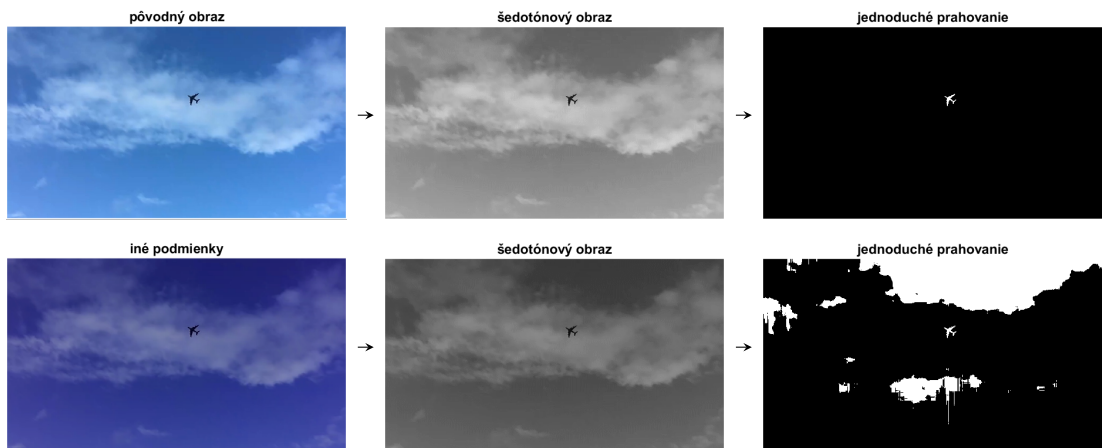 pôvodný obraz
šedotónový obraz
jednoduché prahovanie
iné podmienky
šedotónový obraz
jednoduché prahovanie